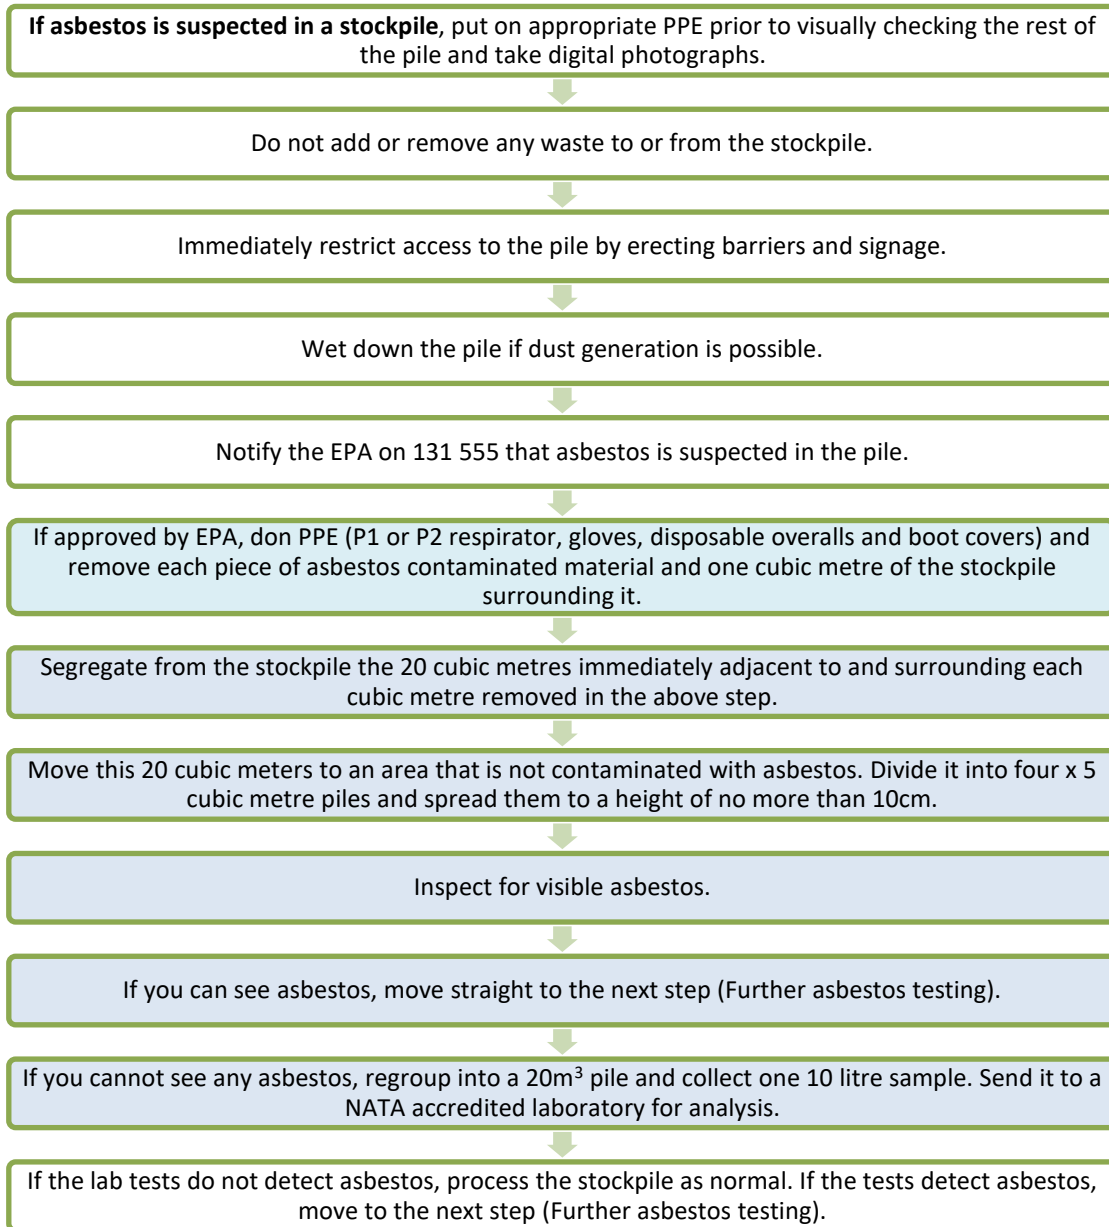 If asbestos is suspected in a stockpile, put on appropriate PPE prior to visually checking the rest of
the pile and take digital photographs.
Do not add or remove any waste to or from the stockpile.
Immediately restrict access to the pile by erecting barriers and signage.
Wet down the pile if dust generation is possible.
Notify the EPA on 131 555 that asbestos is suspected in the pile.
If approved by EPA, don PPE (P1 or P2 respirator, gloves, disposable overalls and boot covers) and
remove each piece of asbestos contaminated material and one cubic metre of the stockpile
surrounding it.
Segregate from the stockpile the 20 cubic metres immediately adjacent to and surrounding each
cubic metre removed in the above step.
Move this 20 cubic meters to an area that is not contaminated with asbestos. Divide it into four x 5
cubic metre piles and spread them to a height of no more than 10cm.
Inspect for visible asbestos.
If you can see asbestos, move straight to the next step (Further asbestos testing).
If you cannot see any asbestos, regroup into a 20m³ pile and collect one 10 litre sample. Send it to a
NATA accredited laboratory for analysis.
If the lab tests do not detect asbestos, process the stockpile as normal. If the tests detect asbestos,
move to the next step (Further asbestos testing).